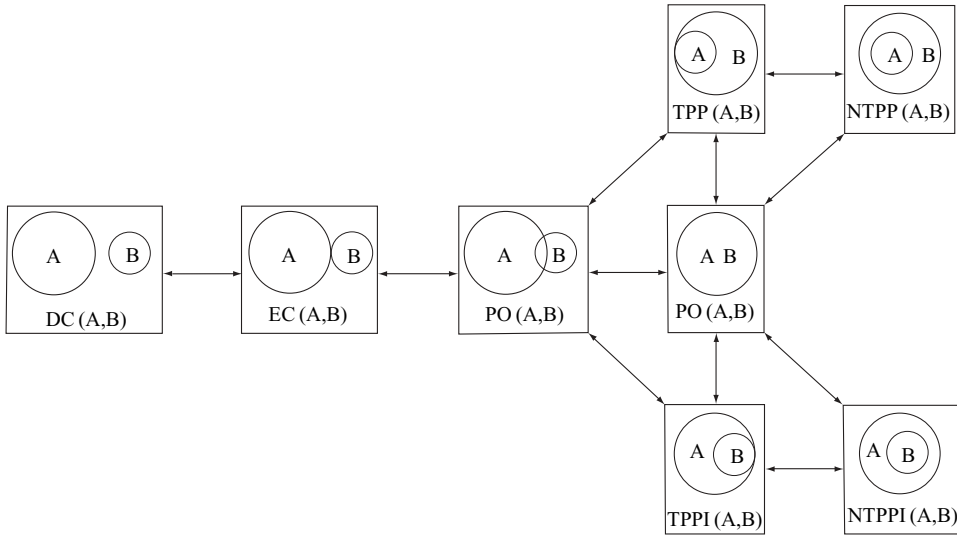 A
B
TPP (A,B)
A
B
NTPP (A,B)
A
B
DC (A,B)
A
B
EC (A,B)
A
B
PO (A,B)
A B
PO (A,B)
A
B
TPPI (A,B)
A
B
NTPPI (A,B)